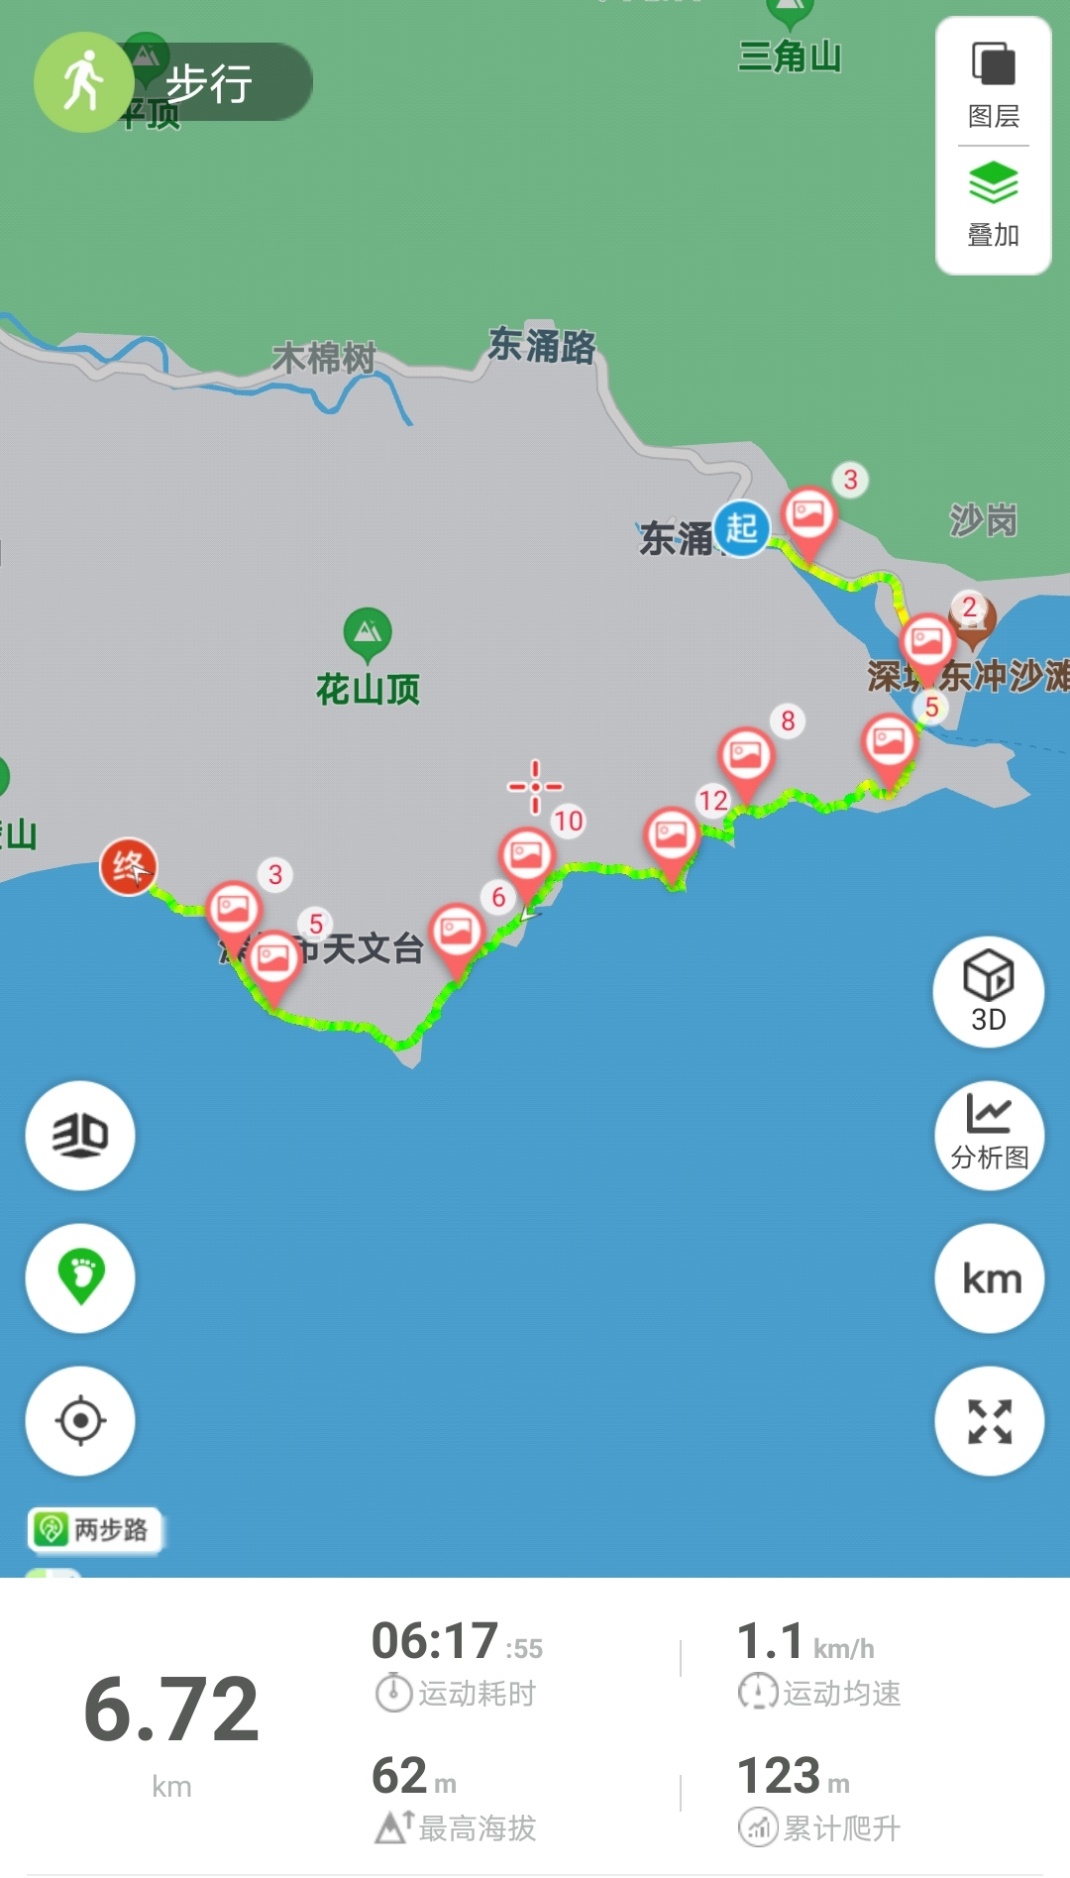 三角山
步行
平顶
图层
叠加
东涌路
木棉树
3
沙岗
起
东涌
2
深圳东冲沙滩
花山顶
5
8
12
10
终
3
6
5
市天文台
3D
3D
分析图
km
两步路
06:17:55
运动耗时
1.1 km/h
运动均速
6.72
km
62 m
最高海拔
123 m
累计爬升